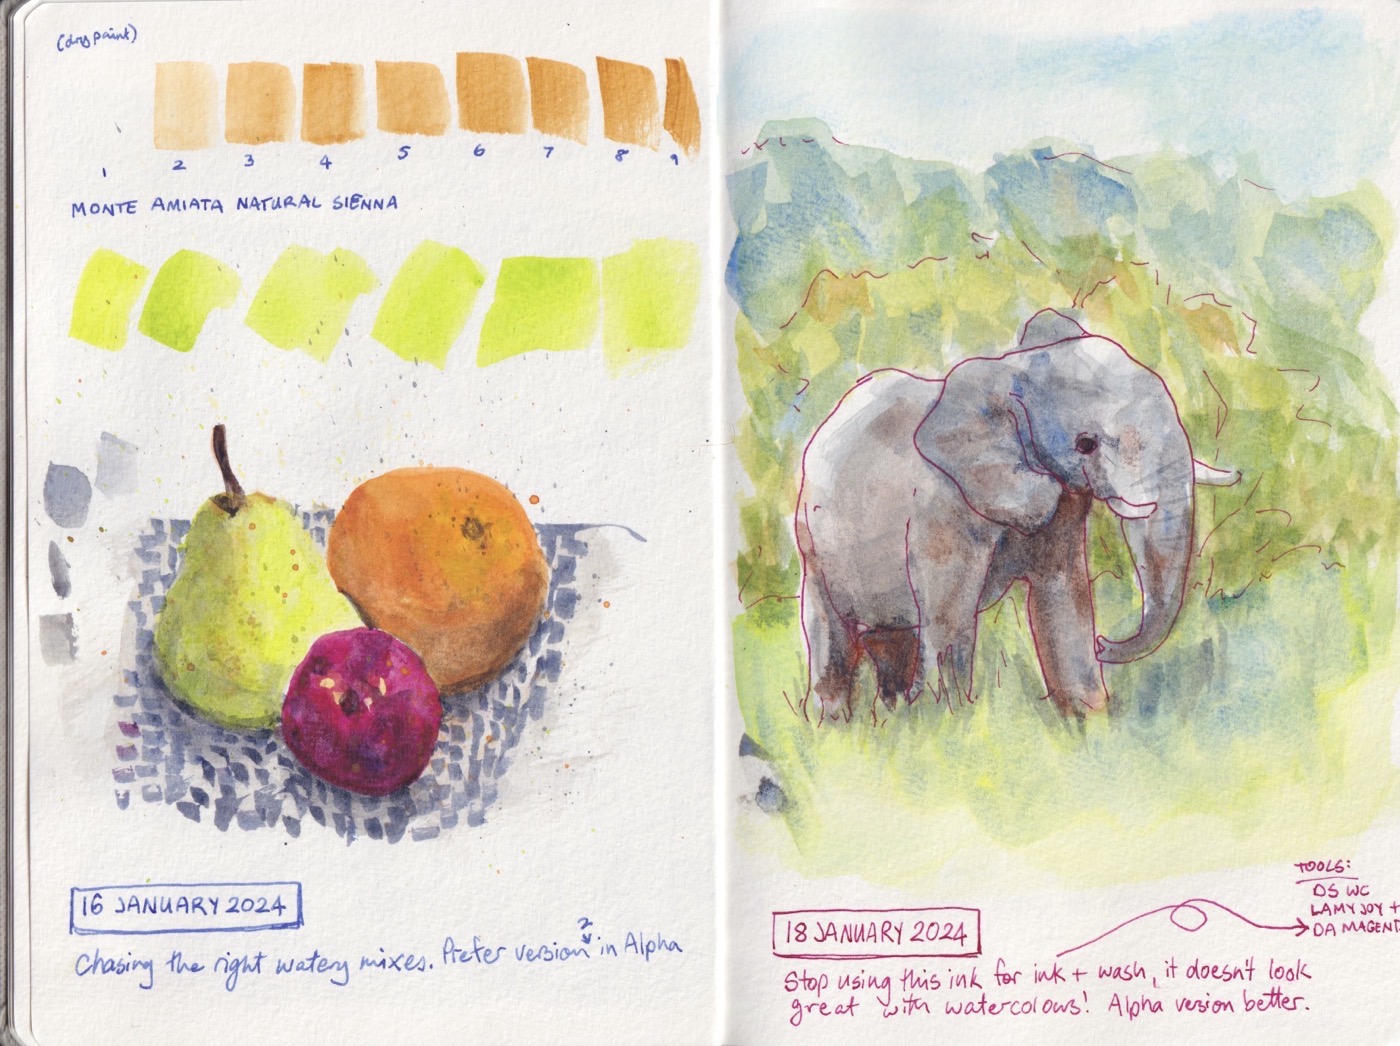 (dry paint)
1 2 3 4 5 6 7 8 9
MONTE AMIATA NATURAL SIENNA
16 JANUARY 2024
Chasing the right watery mixes. Prefer version 2 in Alpha
TOOLS:
DS WC
LAMY JOY +
DA MAGENT
18 JANUARY 2024
Stop using this ink for ink + wash, it doesn't look
great with watercolours! Alpha version better.